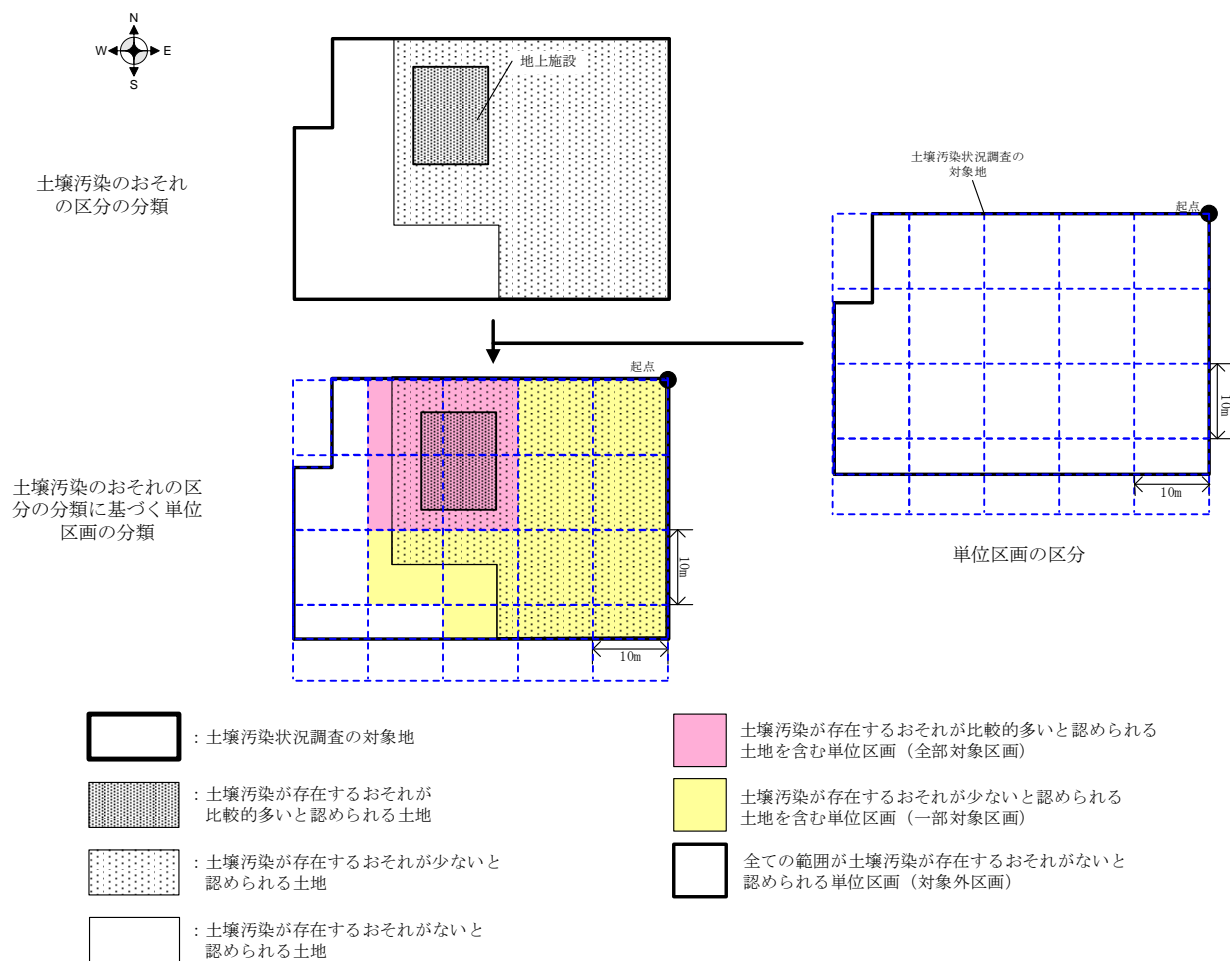 N
W
E
S
地上施設
土壌汚染のおそれ
の区分の分類
土壌汚染状況調査の
対象地
起点
10m
10m
単位区画の区分
起点
土壌汚染のおそれの区
分の分類に基づく単位
区画の分類
10m
10m
:土壌汚染状況調査の対象地
:土壌汚染が存在するおそれが
比較的多いと認められる土地
:土壌汚染が存在するおそれが少ないと
認められる土地
:土壌汚染が存在するおそれがないと
認められる土地
土壌汚染が存在するおそれが比較的多いと認められる
土地を含む単位区画（全部対象区画）
土壌汚染が存在するおそれが少ないと認められる
土地を含む単位区画（一部対象区画）
全ての範囲が土壌汚染が存在するおそれがないと
認められる単位区画（対象外区画）